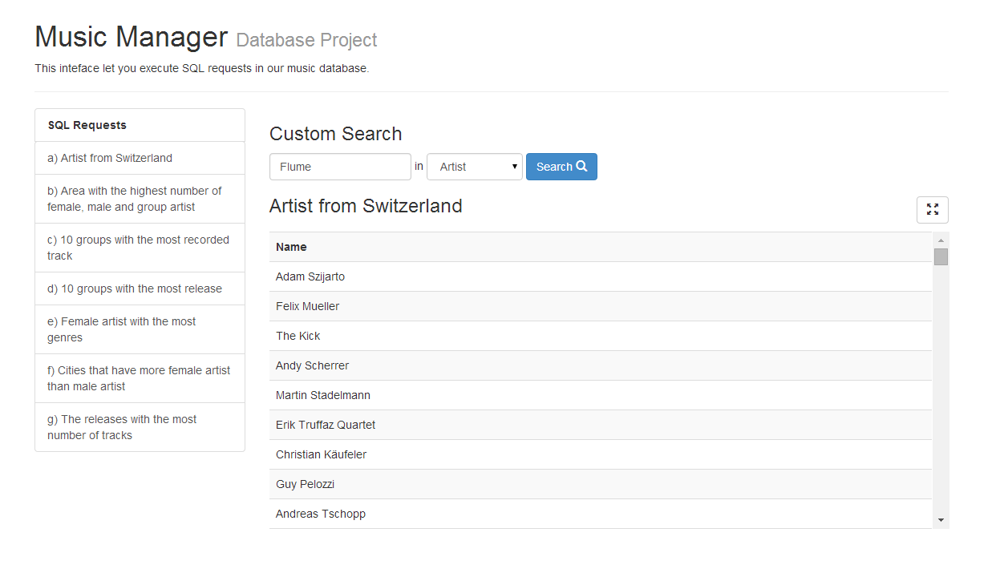 Music Manager Database Project
This inteface let you execute SQL requests in our music database.
SQL Requests
a) Artist from Switzerland
b) Area with the highest number of
female, male and group artist
c) 10 groups with the most recorded
track
d) 10 groups with the most release
e) Female artist with the most
genres
f) Cities that have more female artist
than male artist
g) The releases with the most
number of tracks
Custom Search
Flume in Artist Search
Artist from Switzerland
Name
Adam Szijarto
Felix Mueller
The Kick
Andy Scherrer
Martin Stadelmann
Erik Truffaz Quartet
Christian Käufeler
Guy Pelozzi
Andreas Tschopp